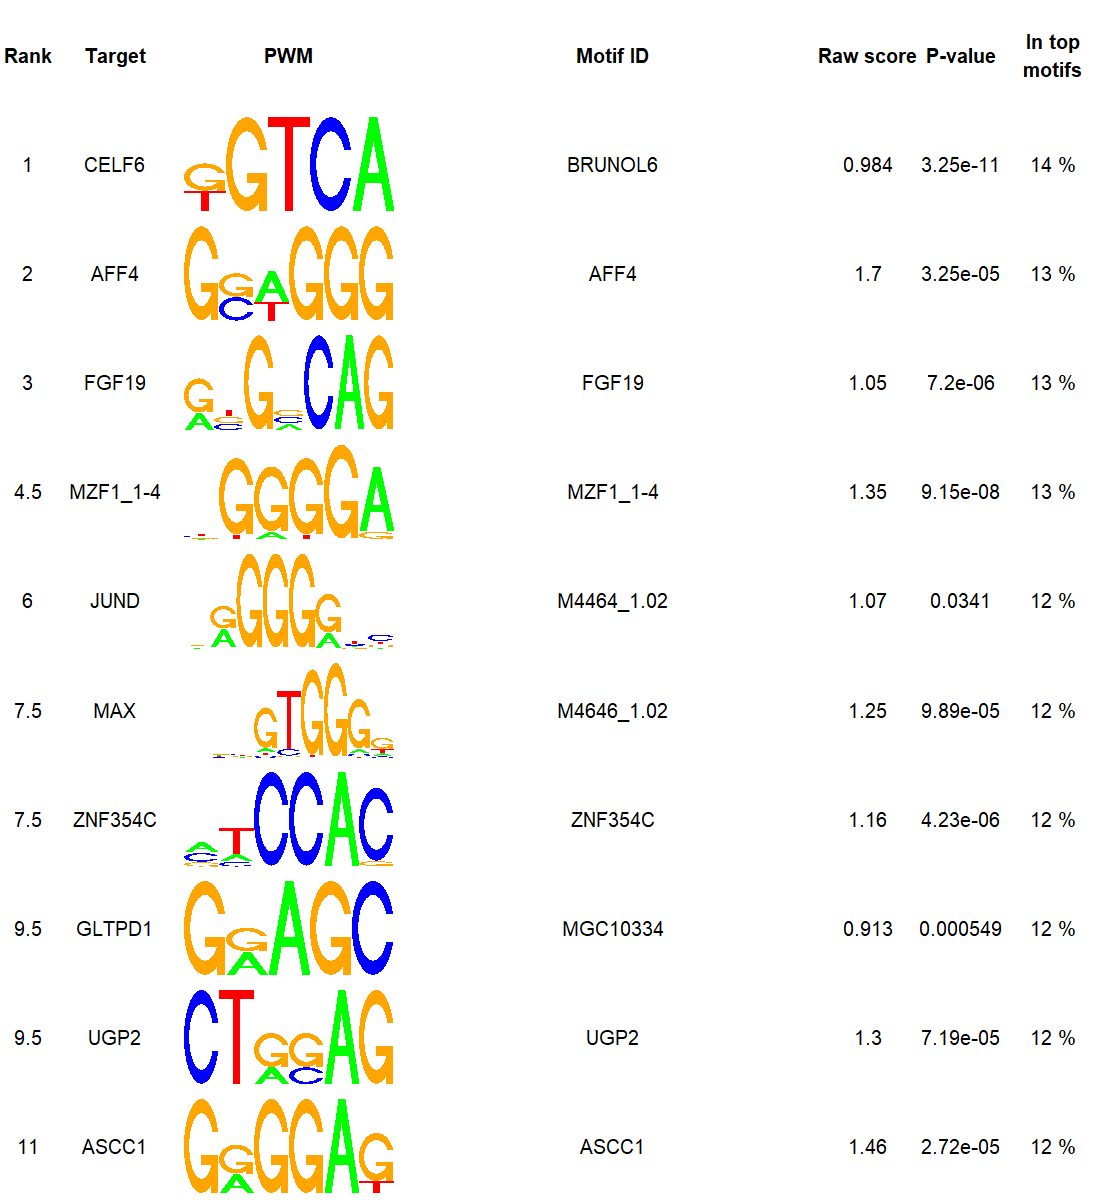 Rank Target PWM Motif ID Raw score P-value In top motifs
1 CELF6 BRUNOL6 0.984 3.25e-11 14 %
2 AFF4 AFF4 1.7 3.25e-05 13 %
3 FGF19 FGF19 1.05 7.2e-06 13 %
4.5 MZF1_1-4 MZF1_1-4 1.35 9.15e-08 13 %
6 JUND M4464_1.02 1.07 0.0341 12 %
7.5 MAX M4646_1.02 1.25 9.89e-05 12 %
7.5 ZNF354C ZNF354C 1.16 4.23e-06 12 %
9.5 GLTPD1 MGC10334 0.913 0.000549 12 %
9.5 UGP2 UGP2 1.3 7.19e-05 12 %
11 ASCC1 ASCC1 1.46 2.72e-05 12 %